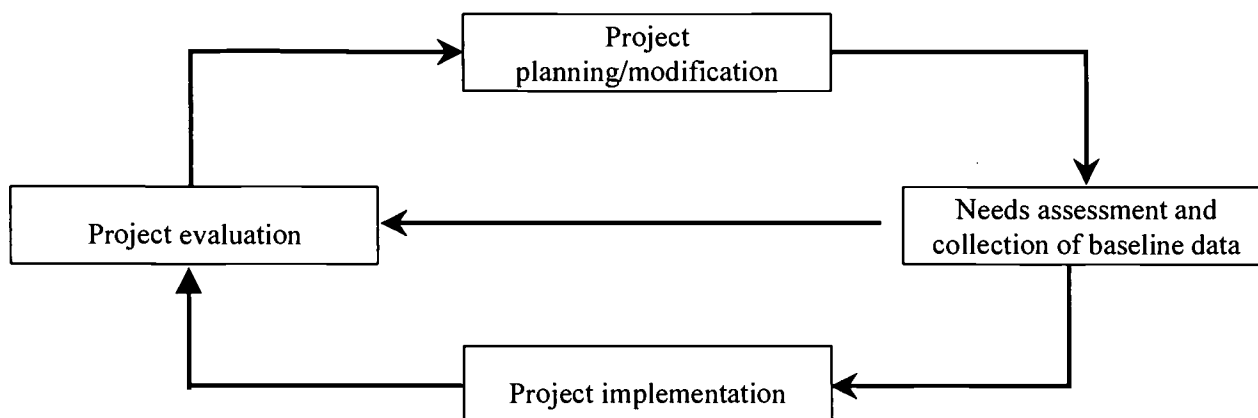 Project
planning/modification
Project evaluation
Needs assessment and
collection of baseline data
Project implementation